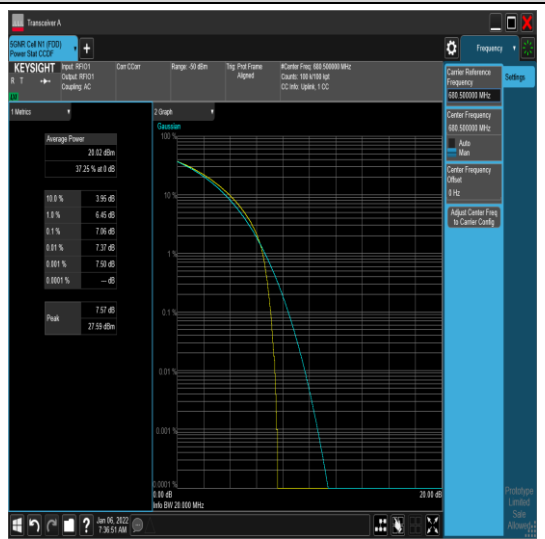 Transceiver A
5GNR Cell N1 (FDD)
Power Stat CCDF
+
Frequency
KEYSIGHT
R T
Input: RFIO1
Output: RFIO1
Coupling: AC
Corr CCorr
Range: -50 dBm
Trig: Prot Frame
Aligned
#Center Freq: 680.500000 MHz
Counts: 100 k/100 kpt
CC Info: Uplink, 1 CC
Carrier Reference
Frequency
680.500000 MHz
Settings
Center Frequency
680.500000 MHz
Auto
Man
Center Frequency
Offset
0 Hz
Adjust Center Freq
to Carrier Config
1 Metrics
Average Power
20.02 dBm
37.25 % at 0 dB
10.0 % 3.95 dB
1.0 % 6.45 dB
0.1 % 7.06 dB
0.01 % 7.37 dB
0.001 % 7.50 dB
0.0001 % --- dB
Peak
7.57 dB
27.59 dBm
2 Graph
Gaussian
100 %
10 %
1 %
0.1 %
0.01 %
0.001 %
0.0001 %
0.00 dB
20.00 dB
Info BW 20.000 MHz
Prototype
Limited
Sale
Allowed
?
Jan 06, 2022
7:36:51 AM